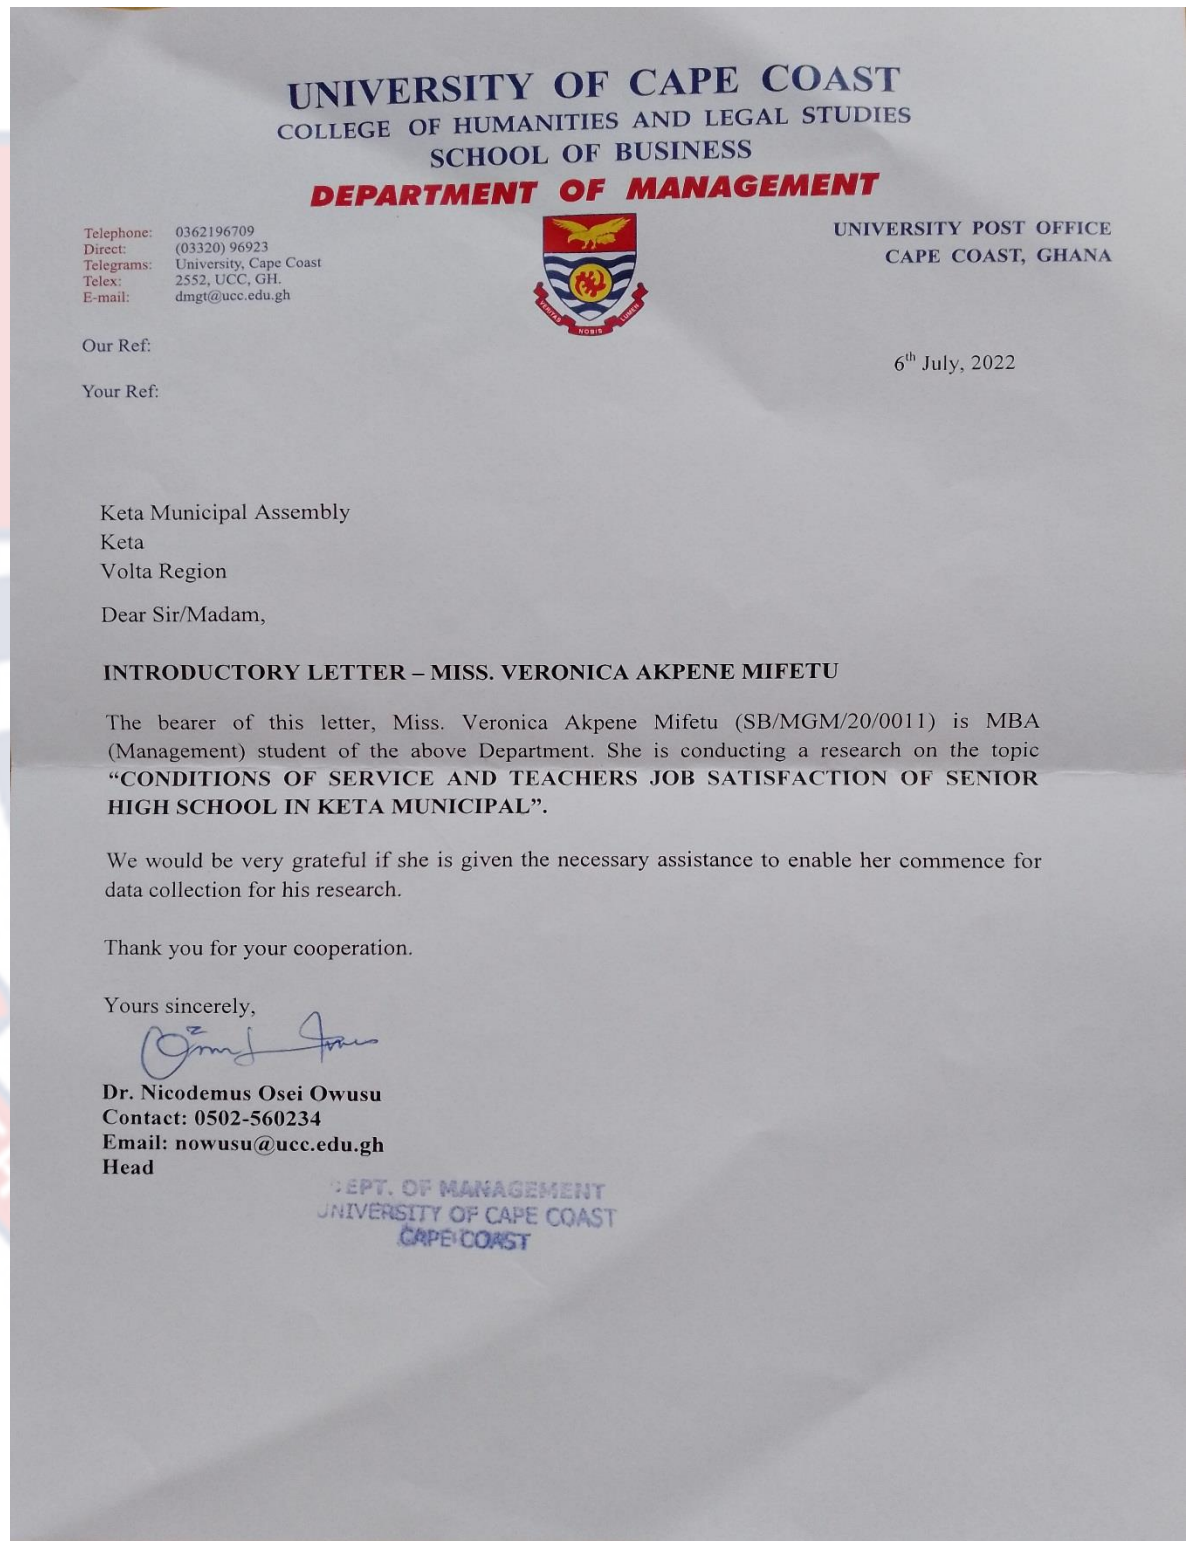 UNIVERSITY OF CAPE COAST
COLLEGE OF HUMANITIES AND LEGAL STUDIES
SCHOOL OF BUSINESS
DEPARTMENT OF MANAGEMENT
Telephone: 0362196709
Direct: (03320) 96923
Telegrams: University, Cape Coast
Telex: 2552, UCC, GH.
E-mail: dmgt@ucc.edu.gh
VERITAS NOBIS LUMEN
UNIVERSITY POST OFFICE
CAPE COAST, GHANA
Our Ref:
6th July, 2022
Your Ref:
Keta Municipal Assembly
Keta
Volta Region
Dear Sir/Madam,
INTRODUCTORY LETTER – MISS. VERONICA AKPENE MIFETU
The bearer of this letter, Miss. Veronica Akpene Mifetu (SB/MGM/20/0011) is MBA
(Management) student of the above Department. She is conducting a research on the topic
“CONDITIONS OF SERVICE AND TEACHERS JOB SATISFACTION OF SENIOR
HIGH SCHOOL IN KETA MUNICIPAL”.
We would be very grateful if she is given the necessary assistance to enable her commence for
data collection for his research.
Thank you for your cooperation.
Yours sincerely,
Dr. Nicodemus Osei Owusu
Contact: 0502-560234
Email: nowusu@ucc.edu.gh
Head
DEPT. OF MANAGEMENT
UNIVERSITY OF CAPE COAST
CAPE COAST